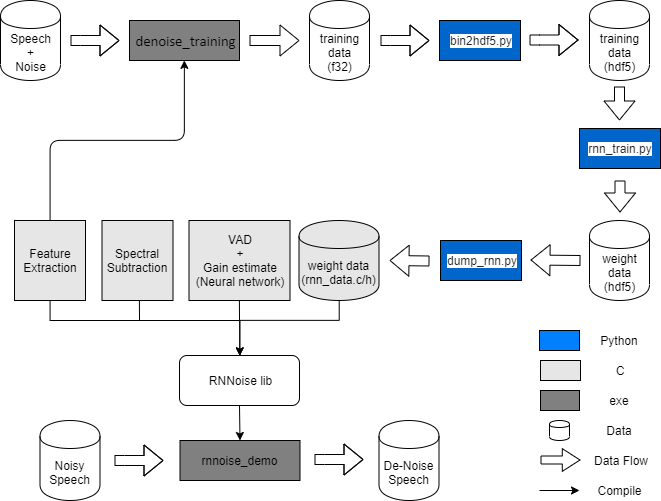 Speech
+
Noise
denoise_training
training
data
(f32)
bin2hdf5.py
training
data
(hdf5)
rnn_train.py
Feature
Extraction
Spectral
Subtraction
VAD
+
Gain estimate
(Neural network)
weight data
(rnn_data.c/h)
dump_rnn.py
weight
data
(hdf5)
RNNoise lib
Noisy
Speech
rnnoise_demo
De-Noise
Speech
Python
C
exe
Data
Data Flow
Compile